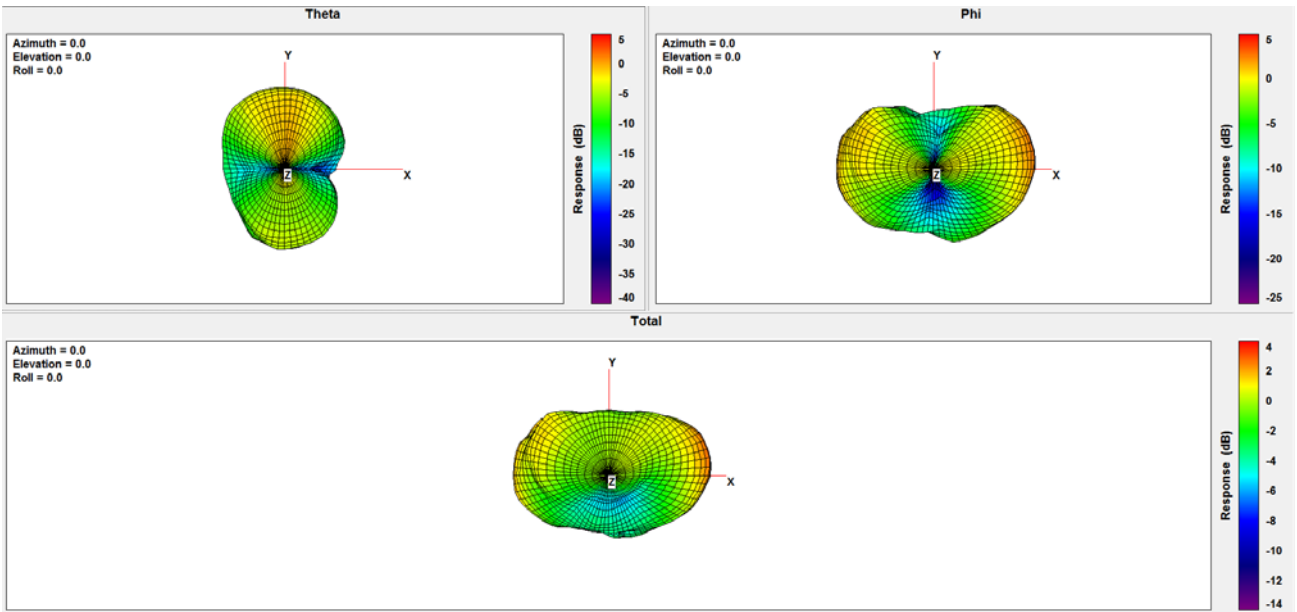 Theta
Azimuth = 0.0
Elevation = 0.0
Roll = 0.0
Y
Z
X
5
0
-5
-10
-15
-20
-25
-30
-35
-40
Response (dB)
Phi
Azimuth = 0.0
Elevation = 0.0
Roll = 0.0
Y
Z
X
5
0
-5
-10
-15
-20
-25
Response (dB)
Total
Azimuth = 0.0
Elevation = 0.0
Roll = 0.0
Y
Z
X
4
2
0
-2
-4
-6
-8
-10
-12
-14
Response (dB)